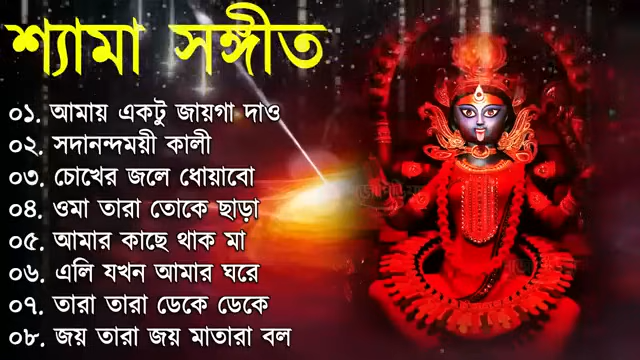 শ্যামা সঙ্গীত
০১. আমায় একটু জায়গা দাও
০২. সদানন্দময়ী কালী
০৩. চোখের জলে ধোয়াবো
০৪. ওমা তারা তোকে ছাড়া
০৫. আমার কাছে থাক মা
০৬. এলি যখন আমার ঘরে
০৭. তারা তারা ডেকে ডেকে
০৮. জয় তারা জয় মাতারা বল